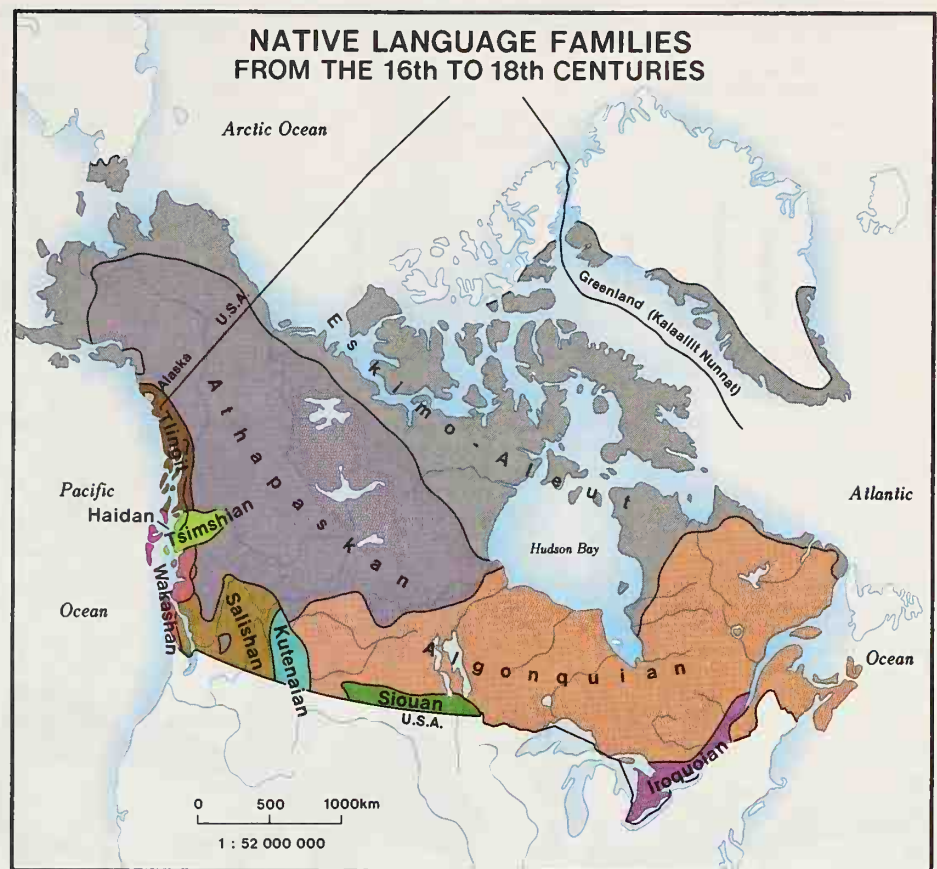 NATIVE LANGUAGE FAMILIES
FROM THE 16th TO 18th CENTURIES
Arctic Ocean
Greenland (Kalaallit Nunnat)
U.S.A.
Alaska
Eskimo-Aleut
Athapaskan
Tlingit
Pacific
Haidan
Tsimshian
Atlantic
Hudson Bay
Wakashan
Ocean
Salishan
Kutenaian
Algonquian
Ocean
Siouan
U.S.A.
Iroquoian
0 500 1000km
1 : 52 000 000